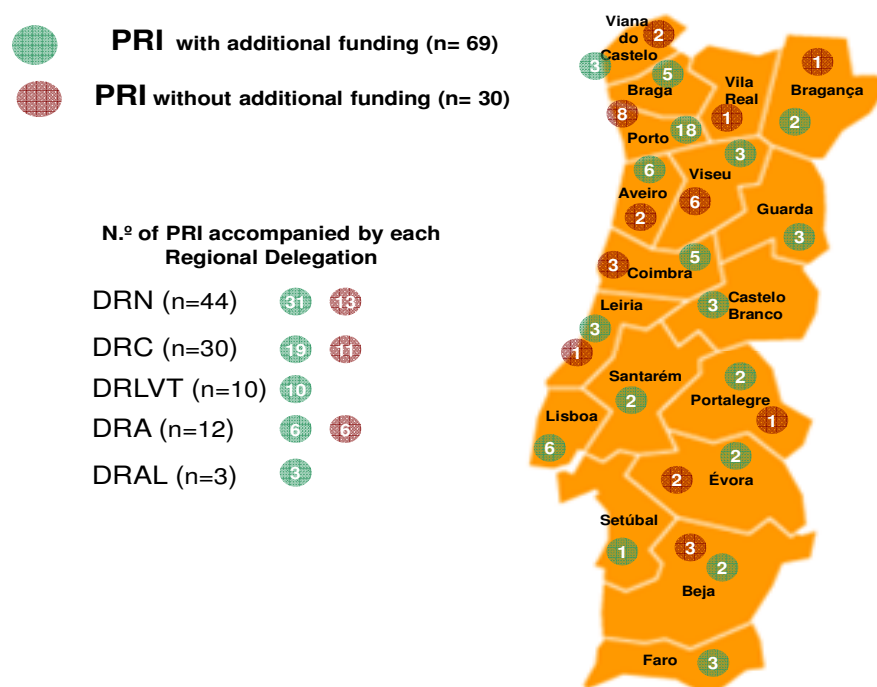 PRI with additional funding (n= 69)
PRI without additional funding (n= 30)
N.º of PRI accompanied by each
Regional Delegation
DRN (n=44) 31 13
DRC (n=30) 19 11
DRLVT (n=10) 10
DRA (n=12) 6 6
DRAL (n=3) 3
Viana
do
Castelo
2
3
5
Braga
Vila
Real
1
Bragança
8
18
Porto
1
2
3
6
Viseu
Aveiro
6
2
Guarda
3
5
3
Coimbra
Leiria
3
Castelo
Branco
3
1
Santarém
2
2
Portalegre
Lisboa
1
6
2
2
Évora
Setúbal
1
3
2
Beja
Faro
3